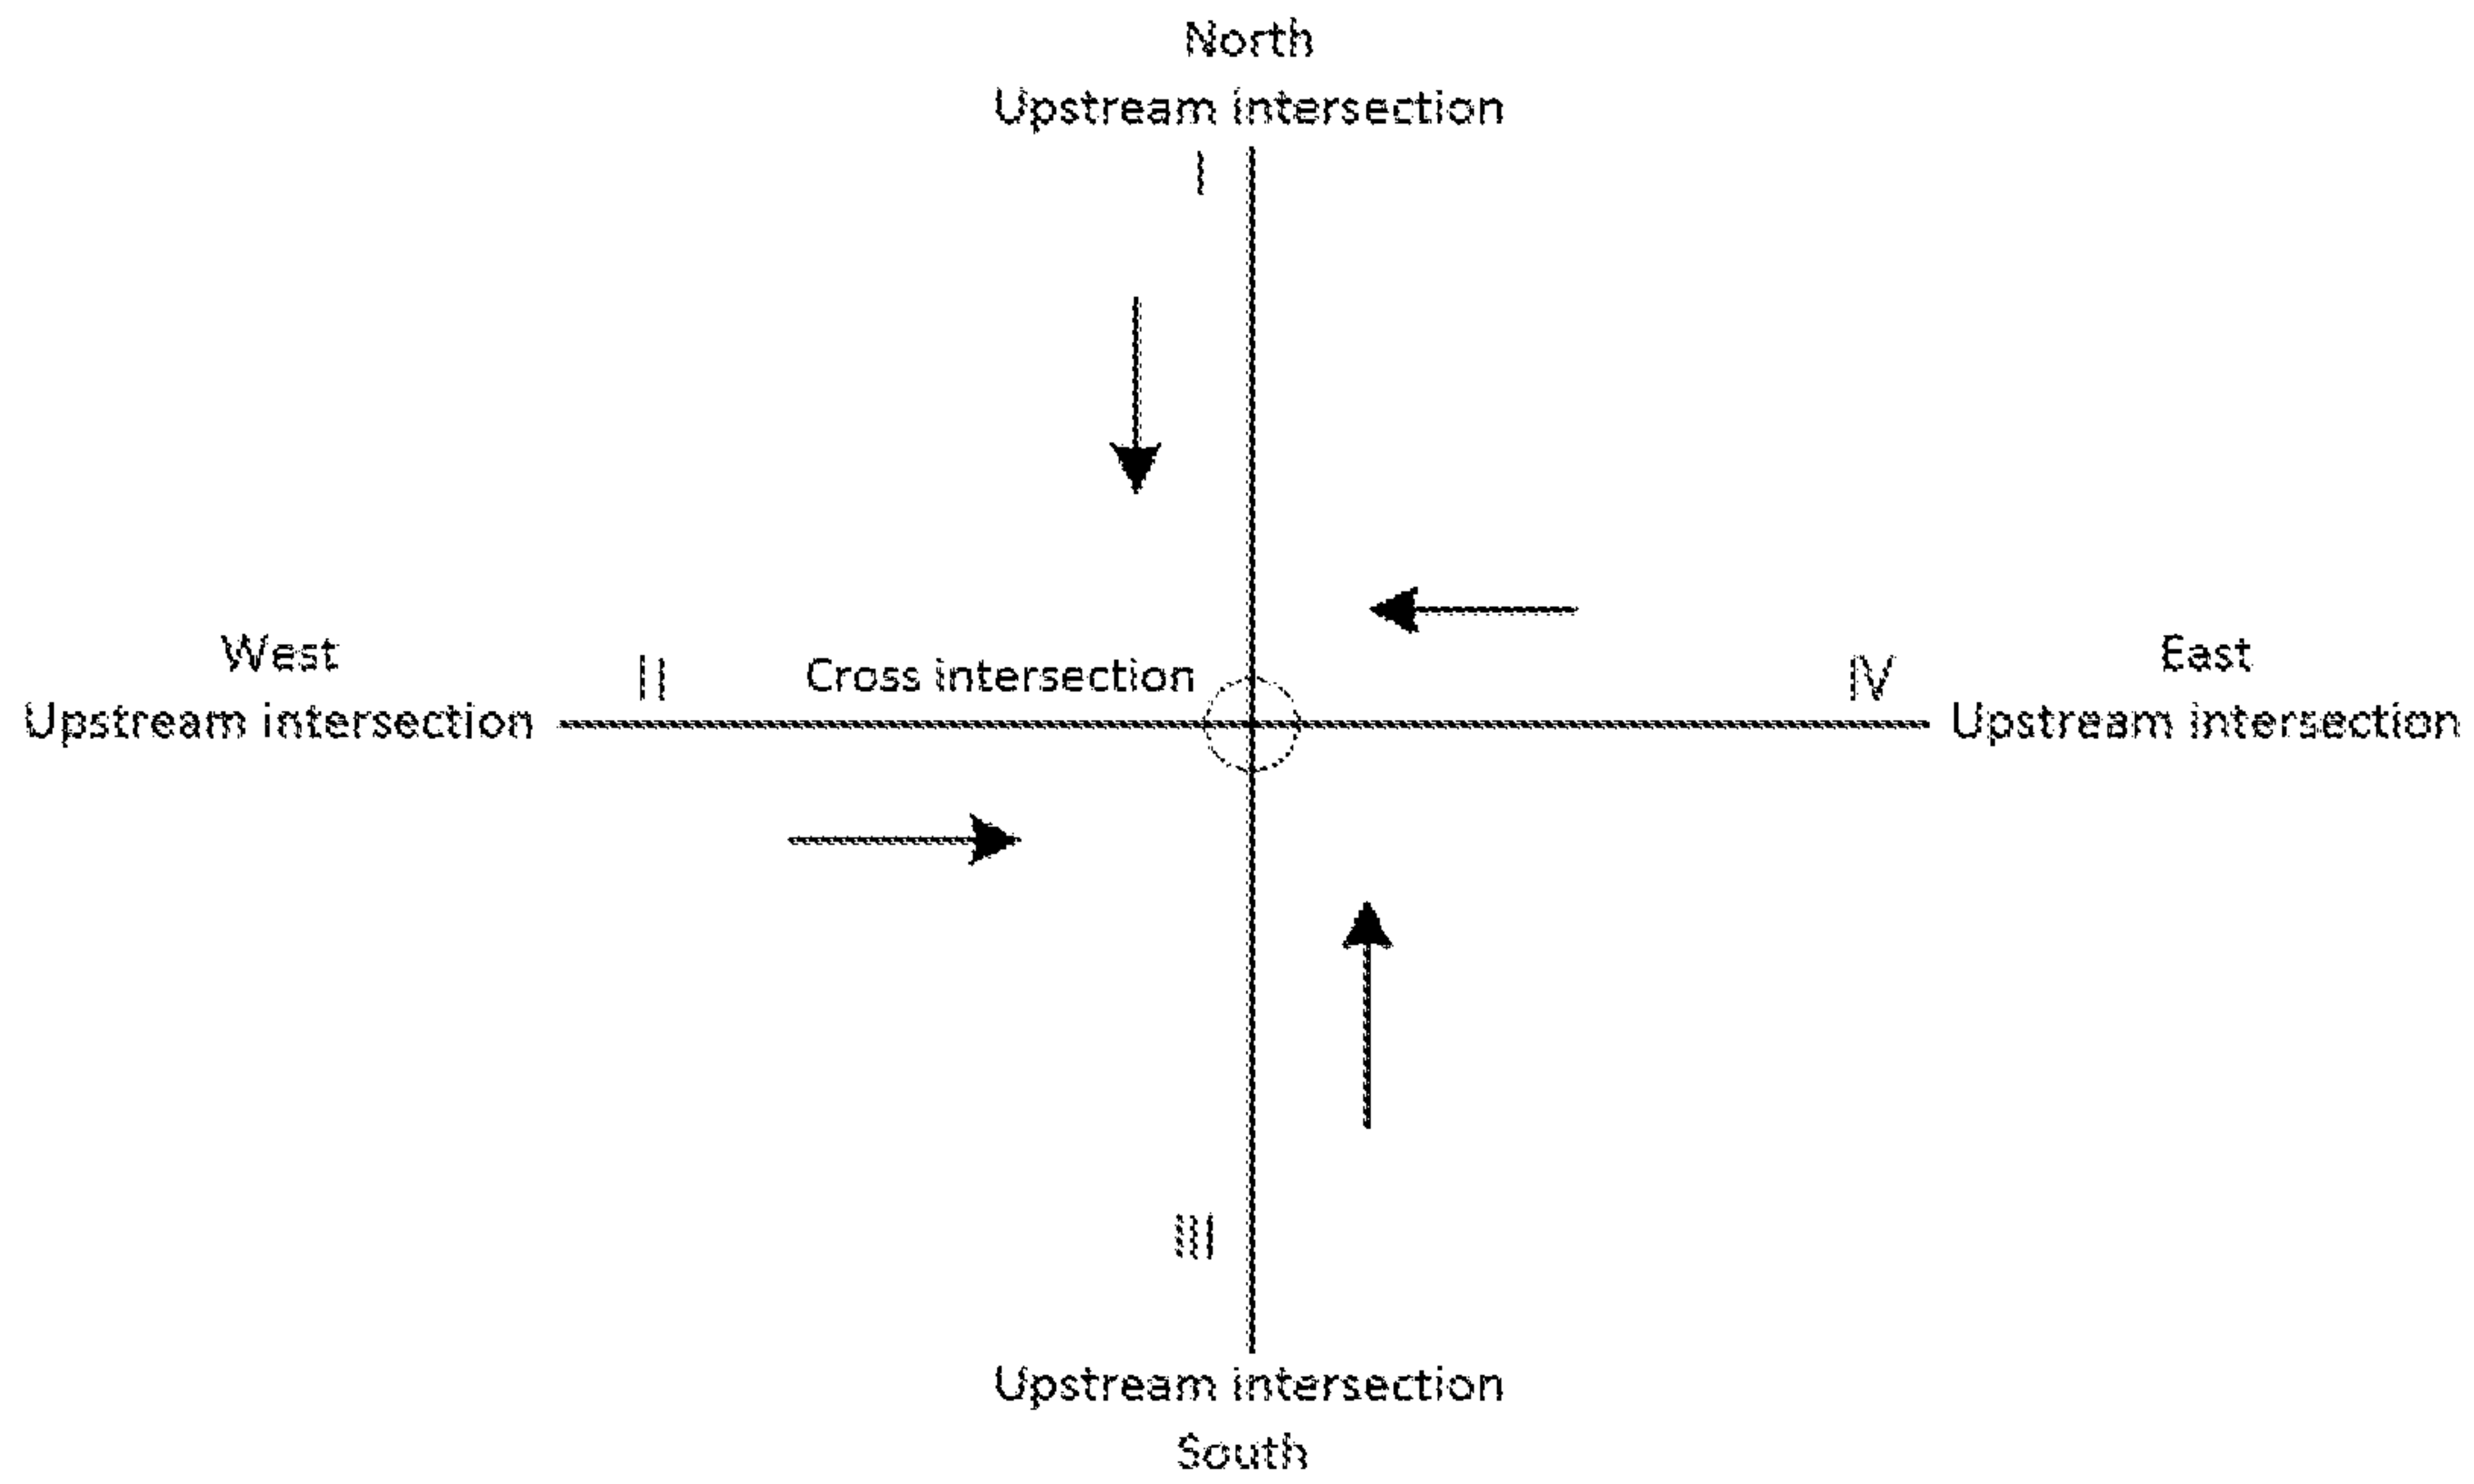 North
Upstream intersection
I
West
Upstream intersection
II
Cross intersection
IV
East
Upstream intersection
III
Upstream intersection
South